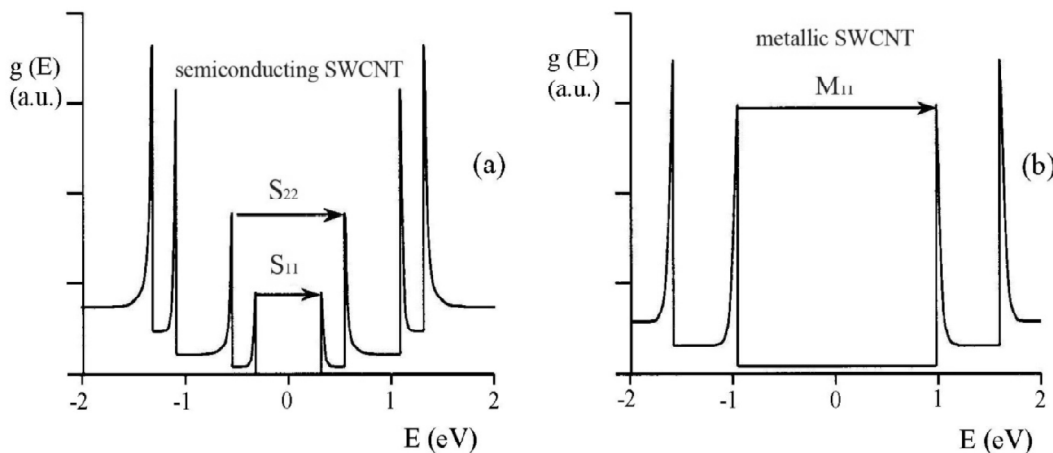 g (E)
(a.u.)
semiconducting SWCNT
S₂₂
S₁₁
(a)
-2 -1 0 1 2
E (eV)
g (E)
(a.u.)
metallic SWCNT
M₁₁
(b)
-2 -1 0 1 2
E (eV)